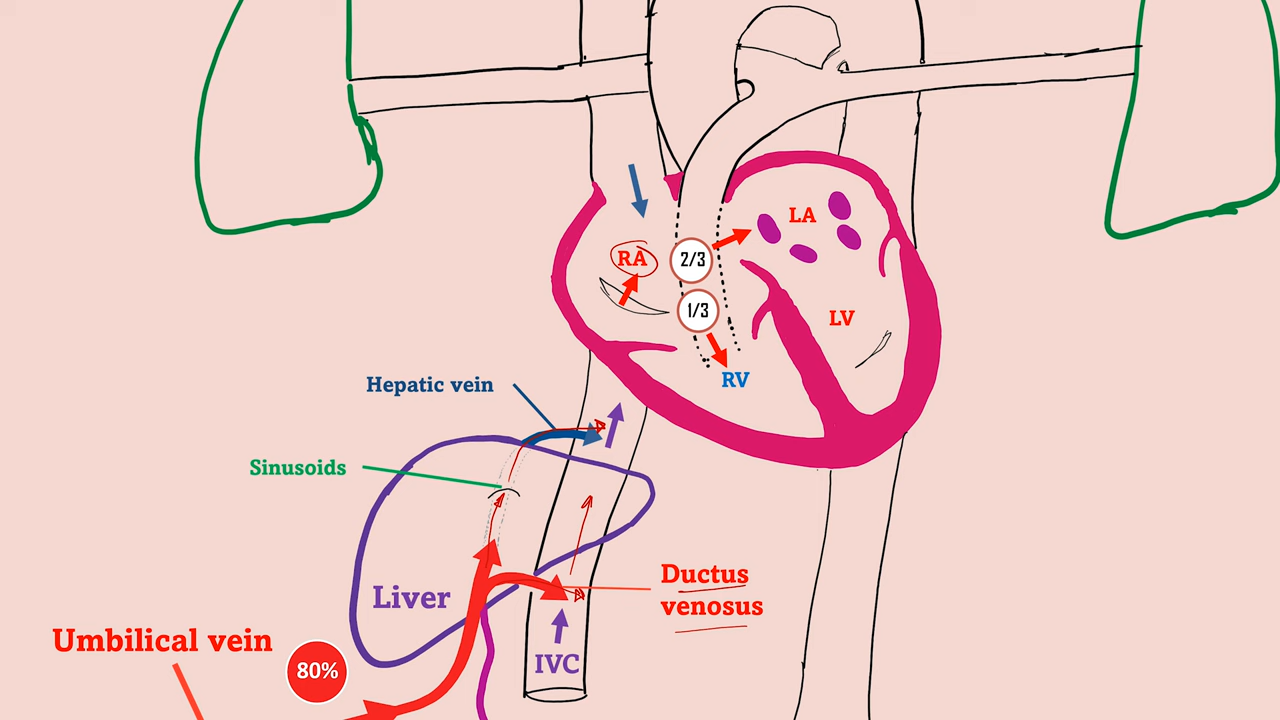 LA
RA
2/3
1/3
LV
RV
Hepatic vein
Sinusoids
Liver
Ductus
venosus
Umbilical vein
80%
IVC